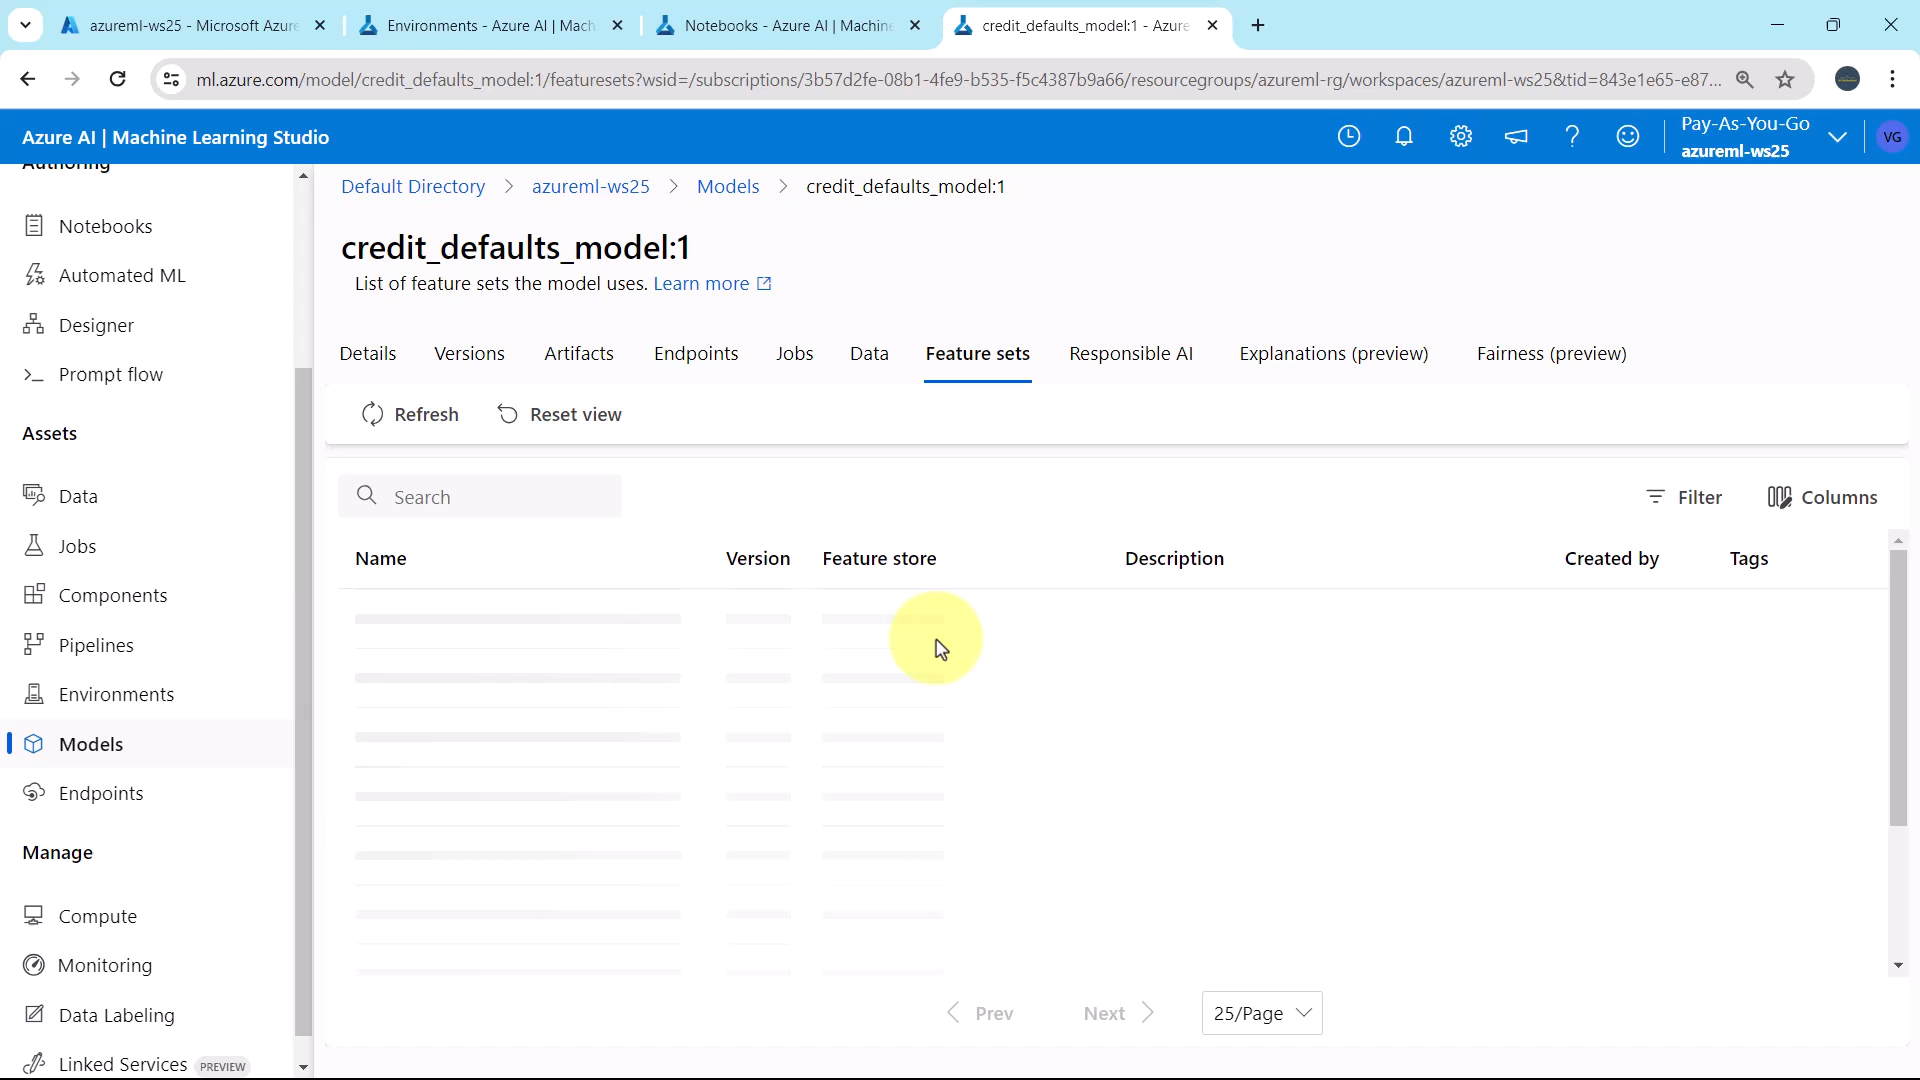 azureml-ws25 - Microsoft Azure
Environments - Azure AI | Mach
Notebooks - Azure AI | Machine
credit_defaults_model:1 - Azure
ml.azure.com/model/credit_defaults_model:1/featuresets?wsid=/subscriptions/3b57d2fe-08b1-4fe9-b535-f5c4387b9a66/resourcegroups/azureml-rg/workspaces/azureml-ws25&tid=843e1e65-e87...
Azure AI | Machine Learning Studio
Pay-As-You-Go
azureml-ws25
VG
Authoring
Notebooks
Automated ML
Designer
Prompt flow
Assets
Data
Jobs
Components
Pipelines
Environments
Models
Endpoints
Manage
Compute
Monitoring
Data Labeling
Linked Services PREVIEW
Default Directory > azureml-ws25 > Models > credit_defaults_model:1
credit_defaults_model:1
List of feature sets the model uses. Learn more
Details Versions Artifacts Endpoints Jobs Data Feature sets Responsible AI Explanations (preview) Fairness (preview)
Refresh Reset view
Search Filter Columns
Name Version Feature store Description Created by Tags
Prev Next 25/Page